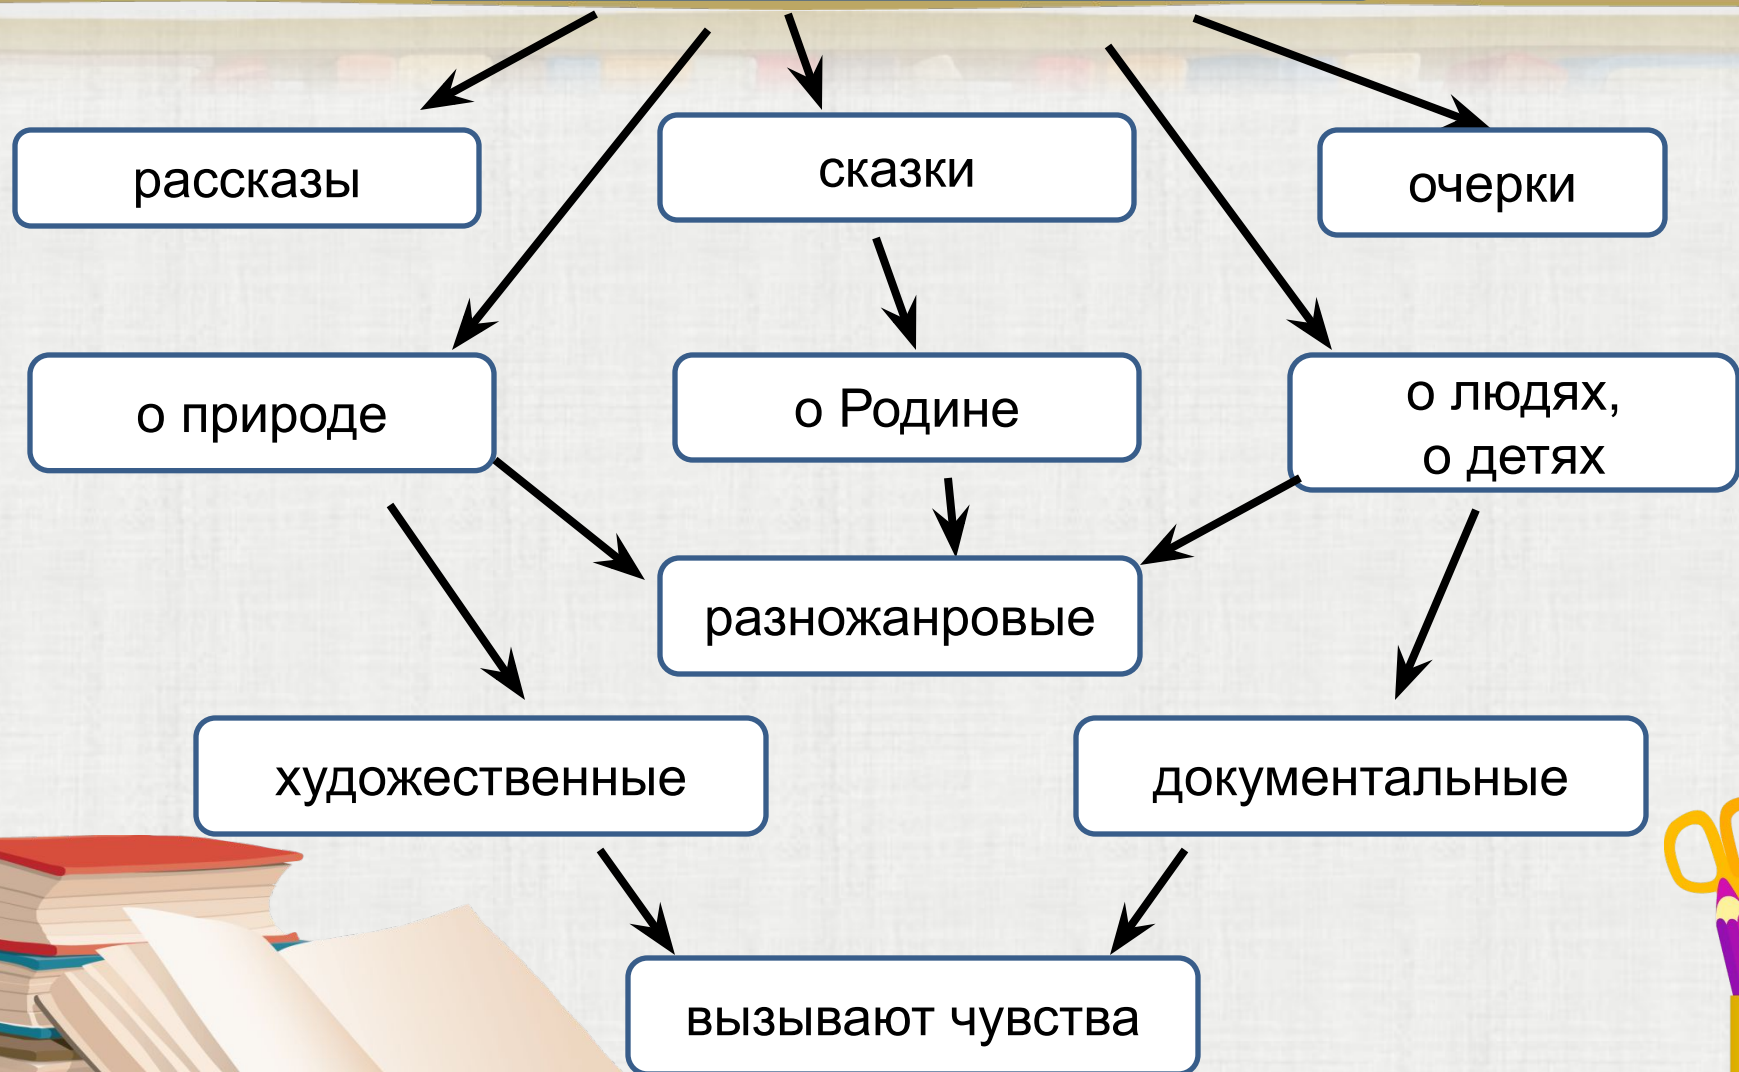 рассказы
сказки
очерки
о природе
о Родине
о людях,
о детях
разножанровые
художественные
документальные
вызывают чувства